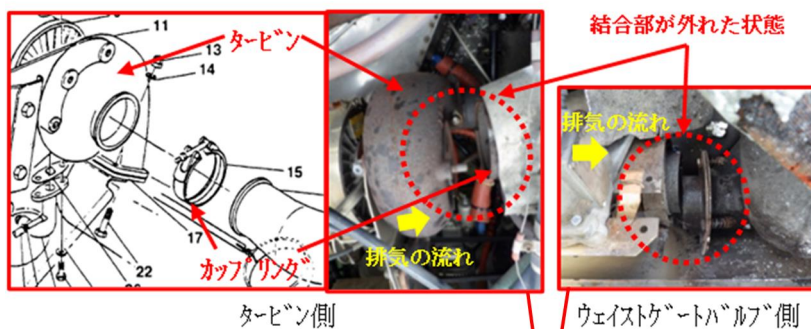 11
13
14
タービン
15
17
22
カップリング
タービン側
排気の流れ
結合部が外れた状態
排気の流れ
ウェイストゲートバルブ側